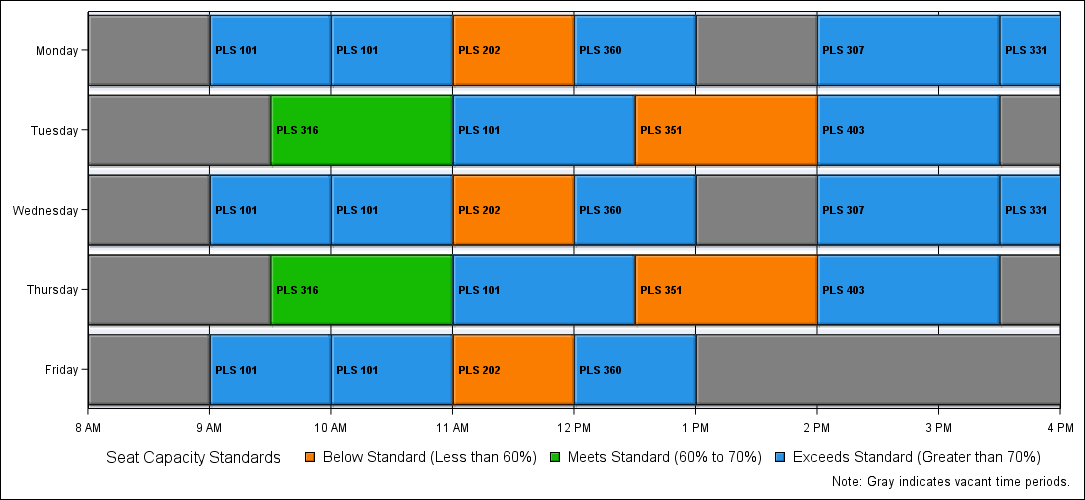 Monday PLS 101 PLS 101 PLS 202 PLS 360 PLS 307 PLS 331
Tuesday PLS 316 PLS 101 PLS 351 PLS 403
Wednesday PLS 101 PLS 101 PLS 202 PLS 360 PLS 307 PLS 331
Thursday PLS 316 PLS 101 PLS 351 PLS 403
Friday PLS 101 PLS 101 PLS 202 PLS 360
8 AM 9 AM 10 AM 11 AM 12 PM 1 PM 2 PM 3 PM 4 PM
Seat Capacity Standards Below Standard (Less than 60%) Meets Standard (60% to 70%) Exceeds Standard (Greater than 70%)
Note: Gray indicates vacant time periods.